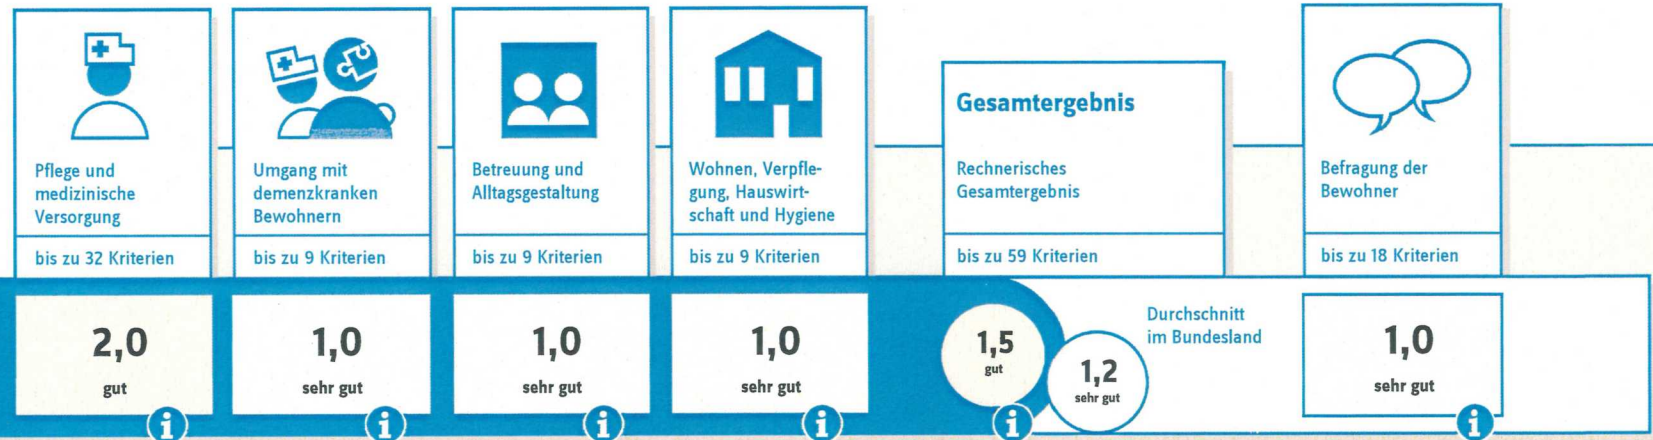 Pflege und
medizinische
Versorgung
bis zu 32 Kriterien
2,0
gut
i
Umgang mit
demenzkranken
Bewohnern
bis zu 9 Kriterien
1,0
sehr gut
i
Betreuung und
Alltagsgestaltung
bis zu 9 Kriterien
1,0
sehr gut
i
Wohnen, Verpfle-
gung, Hauswirt-
schaft und Hygiene
bis zu 9 Kriterien
1,0
sehr gut
i
Gesamtergebnis
Rechnerisches
Gesamtergebnis
bis zu 59 Kriterien
1,5
gut
i
Durchschnitt
im Bundesland
1,2
sehr gut
Befragung der
Bewohner
bis zu 18 Kriterien
1,0
sehr gut
i